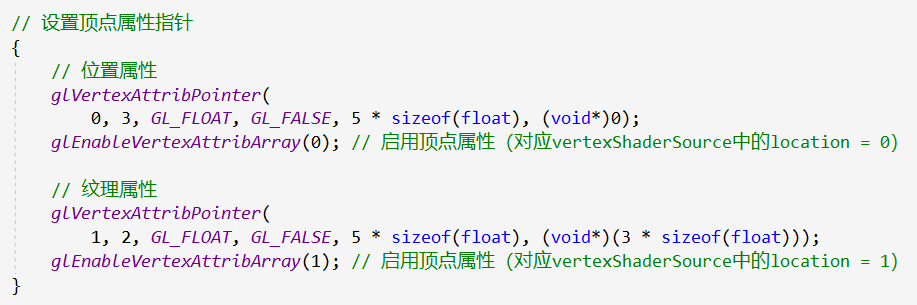 // 设置顶点属性指针
{
    // 位置属性
    glVertexAttribPointer(
        0, 3, GL_FLOAT, GL_FALSE, 5 * sizeof(float), (void*)0);
    glEnableVertexAttribArray(0); // 启用顶点属性（对应vertexShaderSource中的location = 0）
    // 纹理属性
    glVertexAttribPointer(
        1, 2, GL_FLOAT, GL_FALSE, 5 * sizeof(float), (void*)(3 * sizeof(float)));
    glEnableVertexAttribArray(1); // 启用顶点属性（对应vertexShaderSource中的location = 1）
}